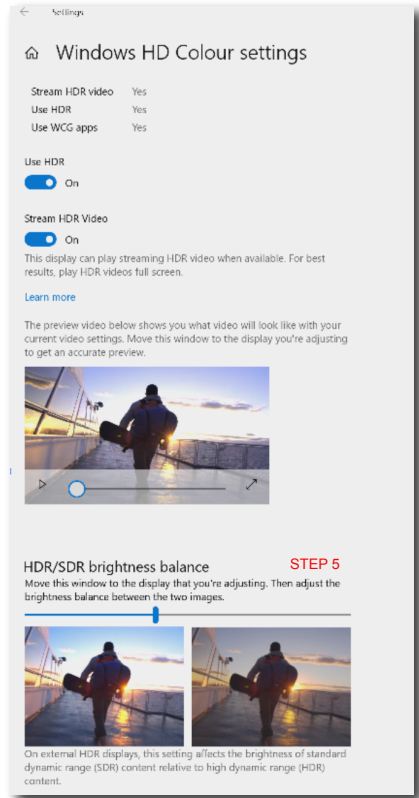 Settings
Windows HD Colour settings
Stream HDR video Yes
Use HDR Yes
Use WCG apps Yes
Use HDR
On
Stream HDR Video
On
This display can play streaming HDR video when available. For best
results, play HDR videos full screen.
Learn more
The preview video below shows you what video will look like with your
current video settings. Move this window to the display you're adjusting
to get an accurate preview.
HDR/SDR brightness balance STEP 5
Move this window to the display that you're adjusting. Then adjust the
brightness balance between the two images.
On external HDR displays, this setting affects the brightness of standard
dynamic range (SDR) content relative to high dynamic range (HDR)
content.